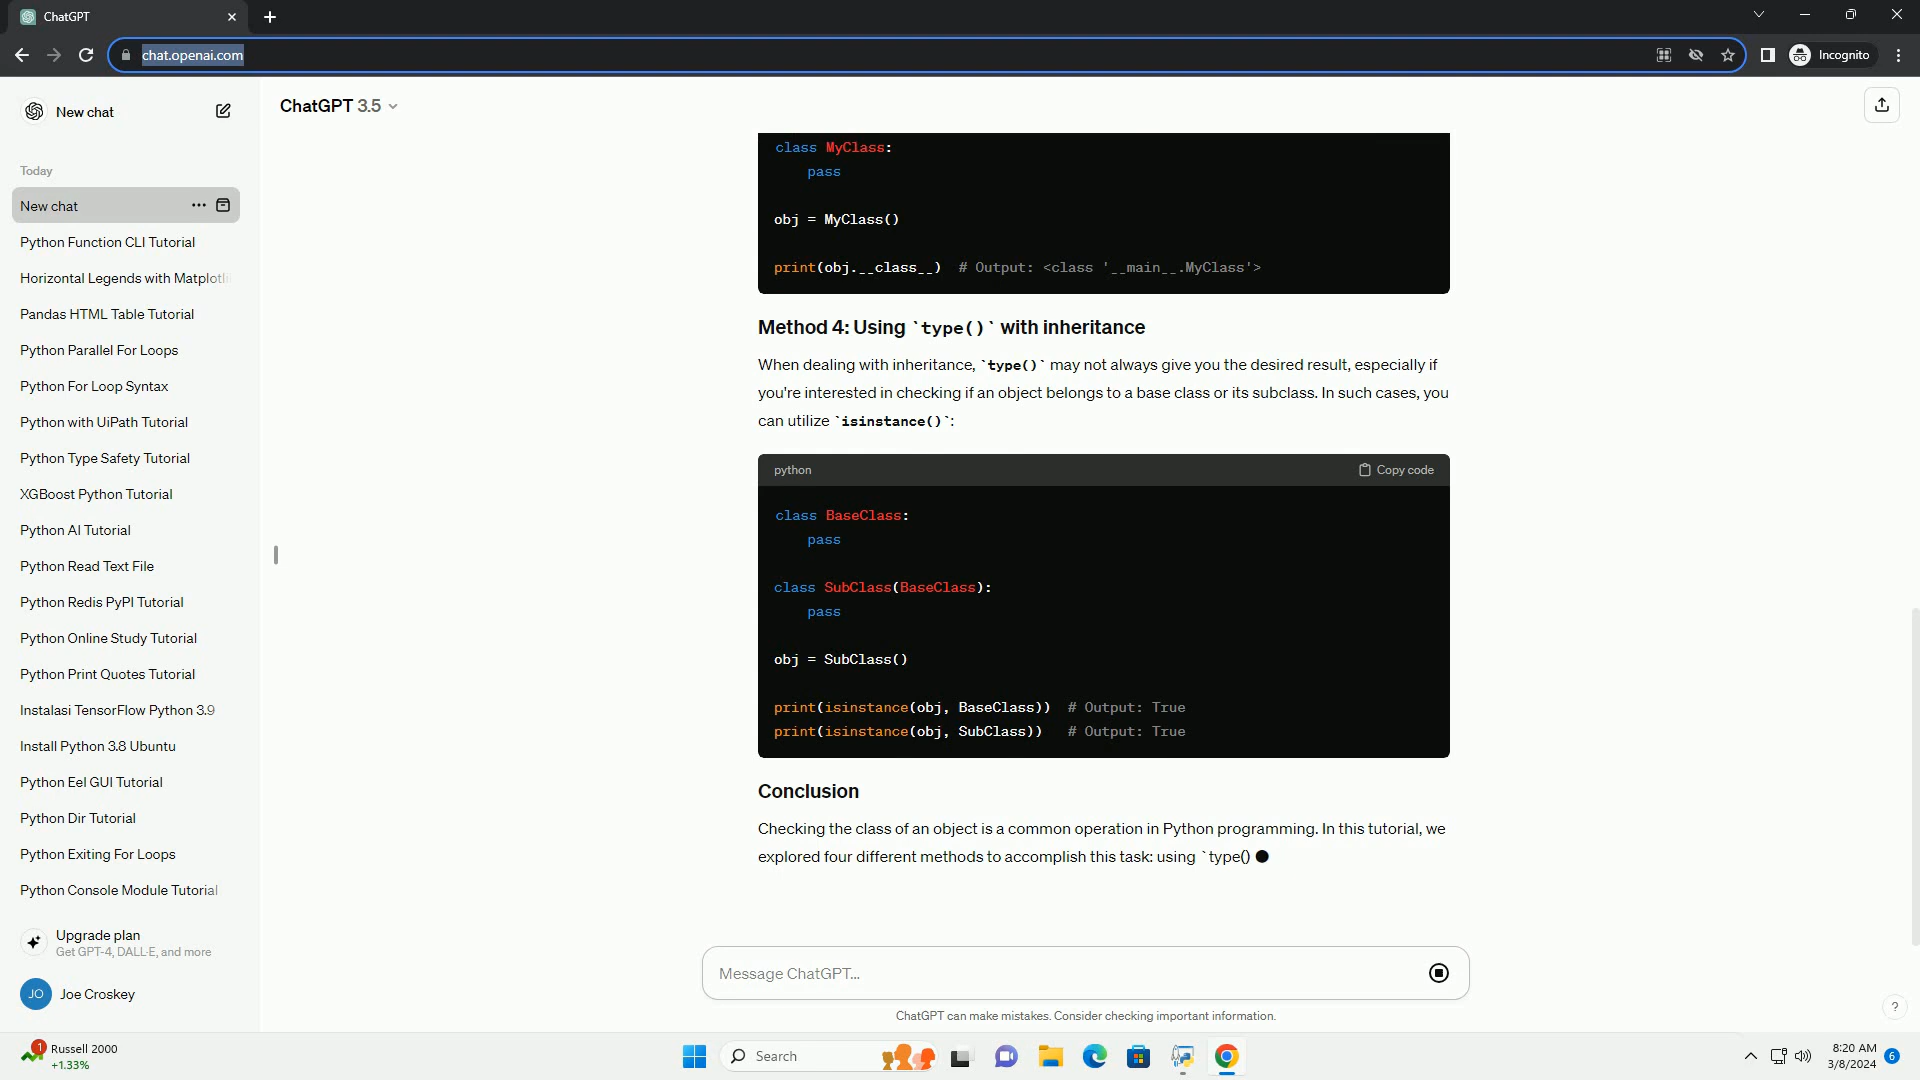 ChatGPT
chat.openai.com
Incognito
New chat
ChatGPT 3.5
Today
New chat
Python Function CLI Tutorial
Horizontal Legends with Matplotli
Pandas HTML Table Tutorial
Python Parallel For Loops
Python For Loop Syntax
Python with UiPath Tutorial
Python Type Safety Tutorial
XGBoost Python Tutorial
Python AI Tutorial
Python Read Text File
Python Redis PyPI Tutorial
Python Online Study Tutorial
Python Print Quotes Tutorial
Instalasi TensorFlow Python 3.9
Install Python 3.8 Ubuntu
Python Eel GUI Tutorial
Python Dir Tutorial
Python Exiting For Loops
Python Console Module Tutorial
Upgrade plan
Get GPT-4, DALL·E, and more
JO Joe Croskey
class MyClass:
pass
obj = MyClass()
print(obj.__class__)  # Output: <class '__main__.MyClass'>
Method 4: Using `type()` with inheritance
When dealing with inheritance, `type()` may not always give you the desired result, especially if
you're interested in checking if an object belongs to a base class or its subclass. In such cases, you
can utilize `isinstance()`:
python Copy code
class BaseClass:
pass
class SubClass(BaseClass):
pass
obj = SubClass()
print(isinstance(obj, BaseClass))  # Output: True
print(isinstance(obj, SubClass))   # Output: True
Conclusion
Checking the class of an object is a common operation in Python programming. In this tutorial, we
explored four different methods to accomplish this task: using `type()
Message ChatGPT...
ChatGPT can make mistakes. Consider checking important information.
?
1
Russell 2000
+1.33%
Search
8:20 AM
3/8/2024
6